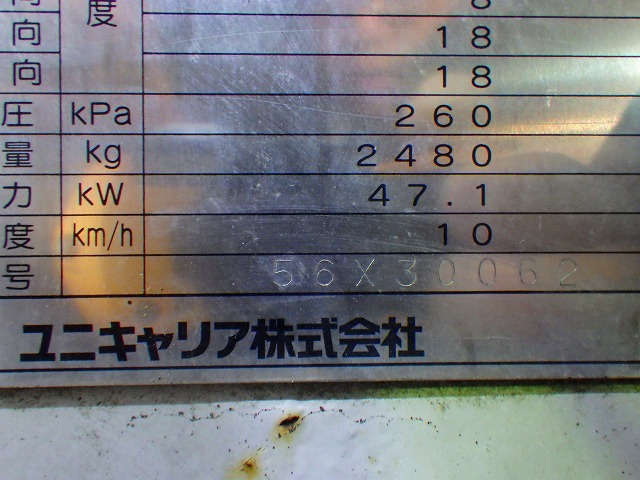 度 8
向 18
向 18
圧 kPa 260
量 kg 2480
力 kW 47.1
度 km/h 10
号 56X30062
ユニキャリア株式会社